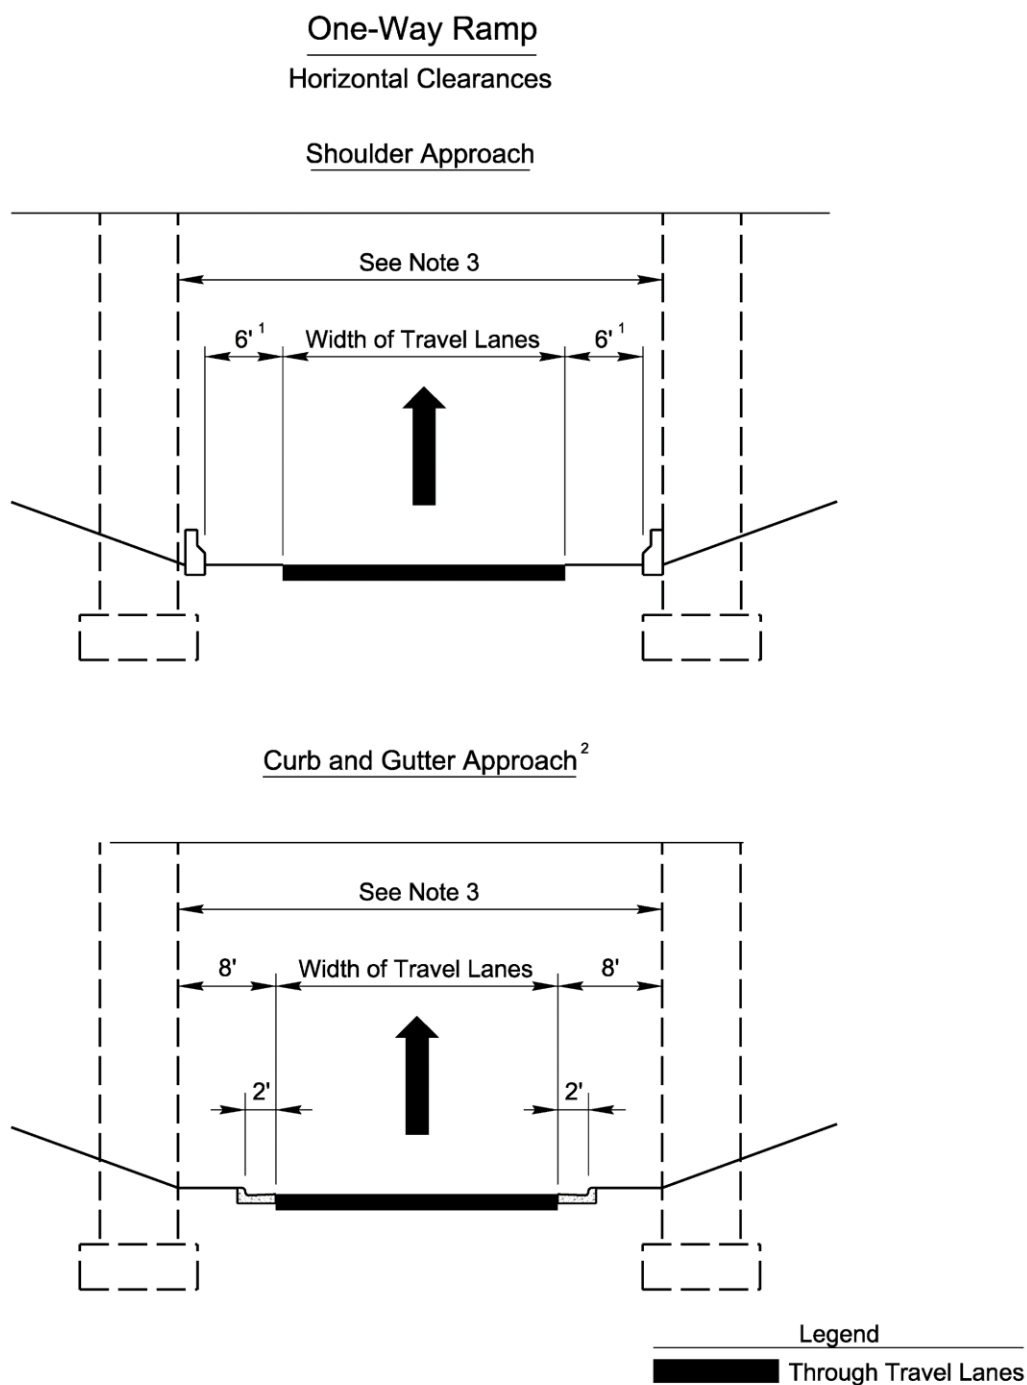 One-Way Ramp
Horizontal Clearances
Shoulder Approach
See Note 3
6' 1 Width of Travel Lanes 6' 1
Curb and Gutter Approach 2
See Note 3
8' Width of Travel Lanes 8'
2' 2'
Legend
Through Travel Lanes